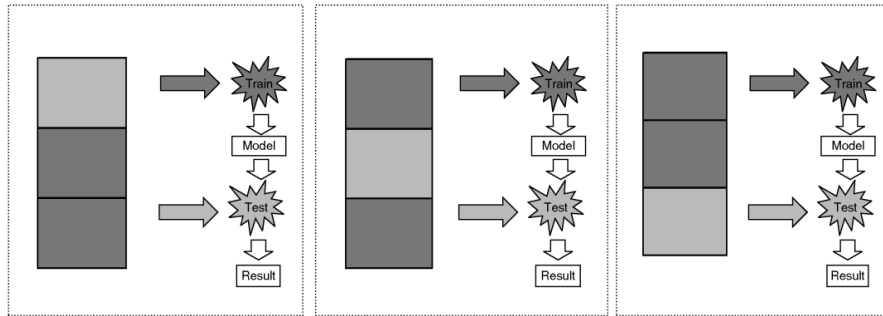 Train
Model
Test
Result
Train
Model
Test
Result
Train
Model
Test
Result